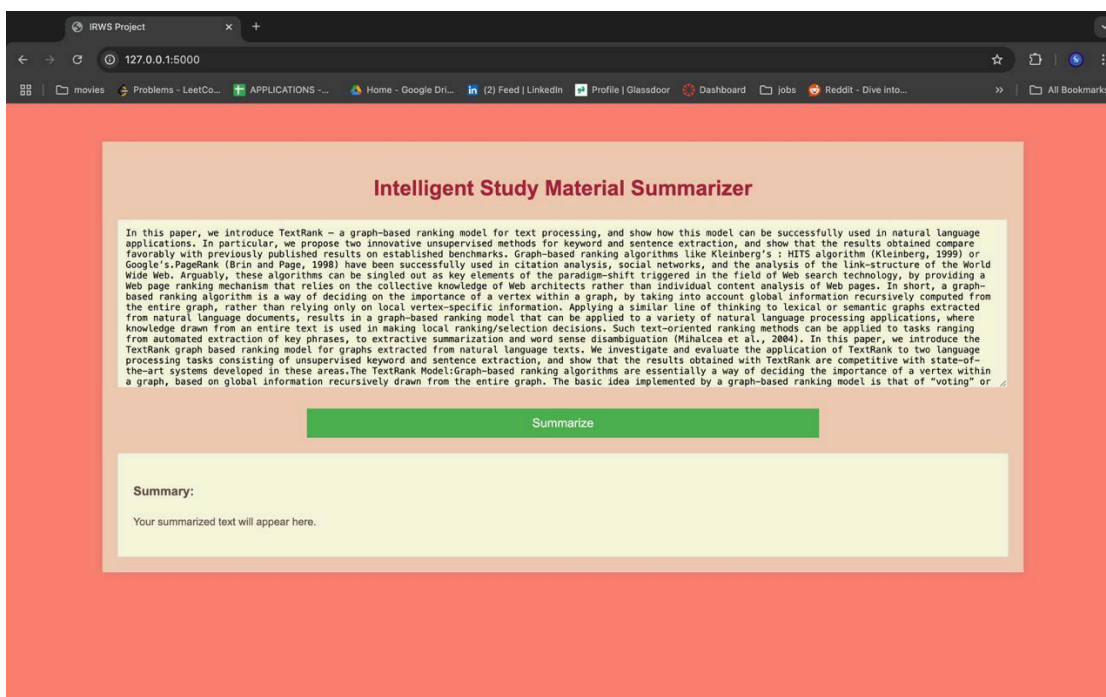 IRWS Project
127.0.0.1:5000
movies Problems - LeetCo... APPLICATIONS -... Home - Google Dri... (2) Feed | LinkedIn Profile | Glassdoor Dashboard jobs Reddit - Dive into... » All Bookmarks
Intelligent Study Material Summarizer
In this paper, we introduce TextRank – a graph-based ranking model for text processing, and show how this model can be successfully used in natural language
applications. In particular, we propose two innovative unsupervised methods for keyword and sentence extraction, and show that the results obtained compare
favorably with previously published results on established benchmarks. Graph-based ranking algorithms like Kleinberg's : HITS algorithm (Kleinberg, 1999) or
Google's.PageRank (Brin and Page, 1998) have been successfully used in citation analysis, social networks, and the analysis of the link-structure of the World
Wide Web. Arguably, these algorithms can be singled out as key elements of the paradigm-shift triggered in the field of Web search technology, by providing a
Web page ranking mechanism that relies on the collective knowledge of Web architects rather than individual content analysis of Web pages. In short, a graph-
based ranking algorithm is a way of deciding on the importance of a vertex within a graph, by taking into account global information recursively computed from
the entire graph, rather than relying only on local vertex-specific information. Applying a similar line of thinking to lexical or semantic graphs extracted
from natural language documents, results in a graph-based ranking model that can be applied to a variety of natural language processing applications, where
knowledge drawn from an entire text is used in making local ranking/selection decisions. Such text-oriented ranking methods can be applied to tasks ranging
from automated extraction of key phrases, to extractive summarization and word sense disambiguation (Mihalcea et al., 2004). In this paper, we introduce the
TextRank graph based ranking model for graphs extracted from natural language texts. We investigate and evaluate the application of TextRank to two language
processing tasks consisting of unsupervised keyword and sentence extraction, and show that the results obtained with TextRank are competitive with state-of-
the-art systems developed in these areas.The TextRank Model:Graph-based ranking algorithms are essentially a way of deciding the importance of a vertex within
a graph, based on global information recursively drawn from the entire graph. The basic idea implemented by a graph-based ranking model is that of “voting” or
Summarize
Summary:
Your summarized text will appear here.